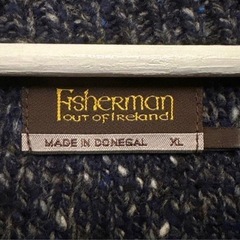 Fisherman
OUT OF IRELAND
MADE IN DONEGAL XL